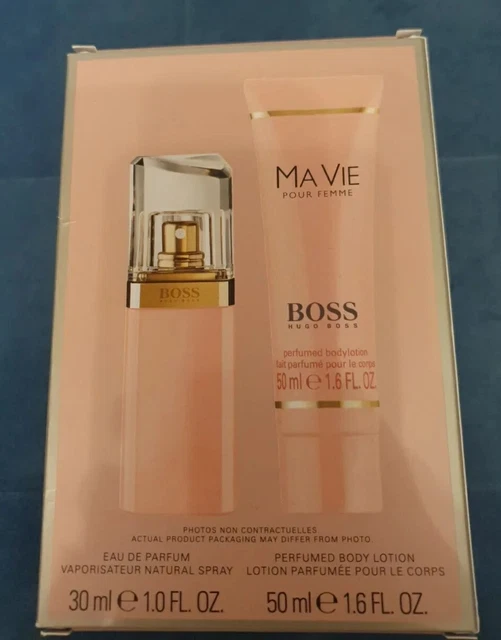 MA VIE
POUR FEMME
BOSS
BOSS
HUGO BOSS
perfumed bodylotion
lait parfumé pour le corps
50 ml e 1.6 FL. OZ.
PHOTOS NON CONTRACTUELLES
ACTUAL PRODUCT PACKAGING MAY DIFFER FROM PHOTO.
EAU DE PARFUM
VAPORISATEUR NATURAL SPRAY
30 ml e 1.0 FL. OZ.
PERFUMED BODY LOTION
LOTION PARFUMÉE POUR LE CORPS
50 ml e 1.6 FL. OZ.